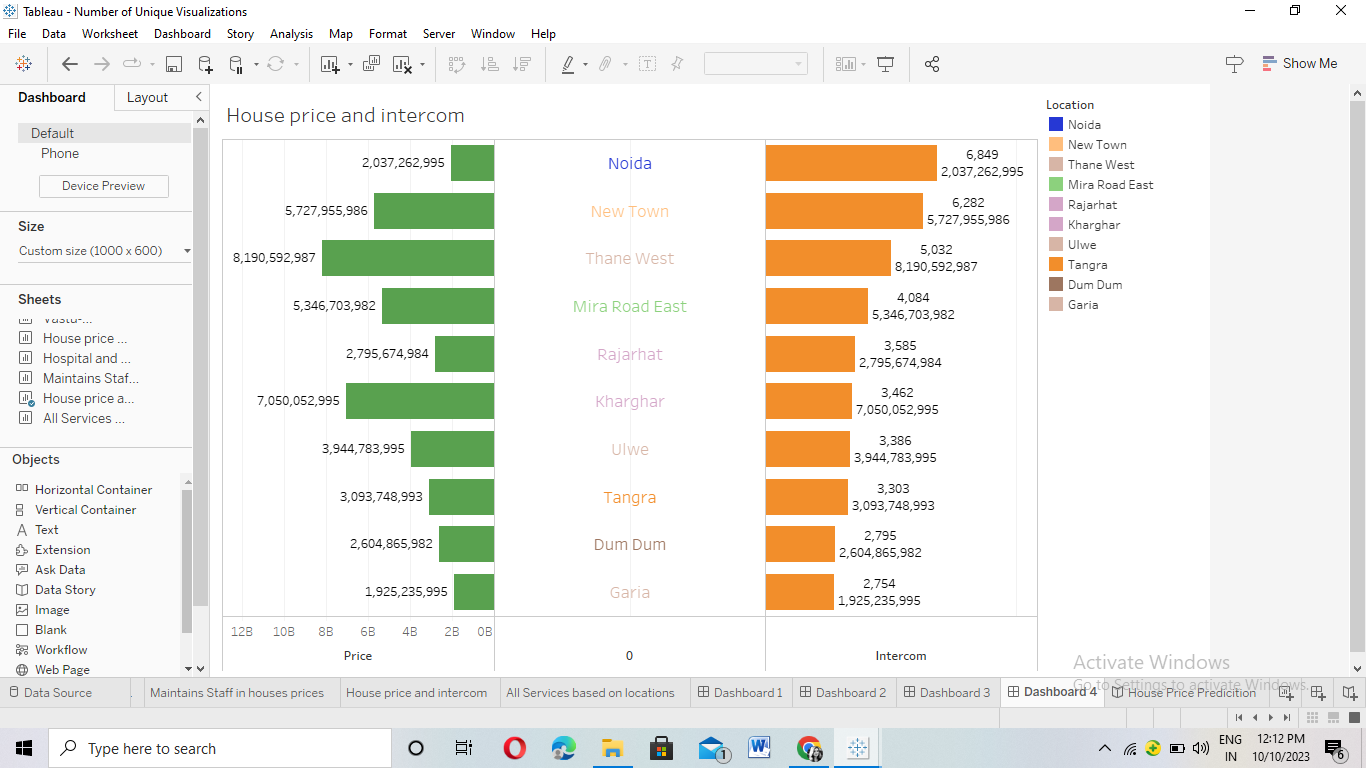 Tableau - Number of Unique Visualizations
File Data Worksheet Dashboard Story Analysis Map Format Server Window Help
Show Me
Dashboard Layout
Default
Phone
Device Preview
Size
Custom size (1000 x 600)
Sheets
House price ...
Hospital and ...
Maintains Staf...
House price a...
All Services ...
Objects
Horizontal Container
Vertical Container
Text
Extension
Ask Data
Data Story
Image
Blank
Workflow
Web Page
House price and intercom
2,037,262,995 Noida 6,849
2,037,262,995
5,727,955,986 New Town 6,282
5,727,955,986
8,190,592,987 Thane West 5,032
8,190,592,987
5,346,703,982 Mira Road East 4,084
5,346,703,982
2,795,674,984 Rajarhat 3,585
2,795,674,984
7,050,052,995 Kharghar 3,462
7,050,052,995
3,944,783,995 Ulwe 3,386
3,944,783,995
3,093,748,993 Tangra 3,303
3,093,748,993
2,604,865,982 Dum Dum 2,795
2,604,865,982
1,925,235,995 Garia 2,754
1,925,235,995
12B 10B 8B 6B 4B 2B 0B
Price 0 Intercom
Location
Noida
New Town
Thane West
Mira Road East
Rajarhat
Kharghar
Ulwe
Tangra
Dum Dum
Garia
Activate Windows
Go to Settings to activate Windows.
Data Source Maintains Staff in houses prices House price and intercom All Services based on locations Dashboard 1 Dashboard 2 Dashboard 3 Dashboard 4 House Price Predicition
Type here to search
1
ENG
IN
12:12 PM
10/10/2023
6